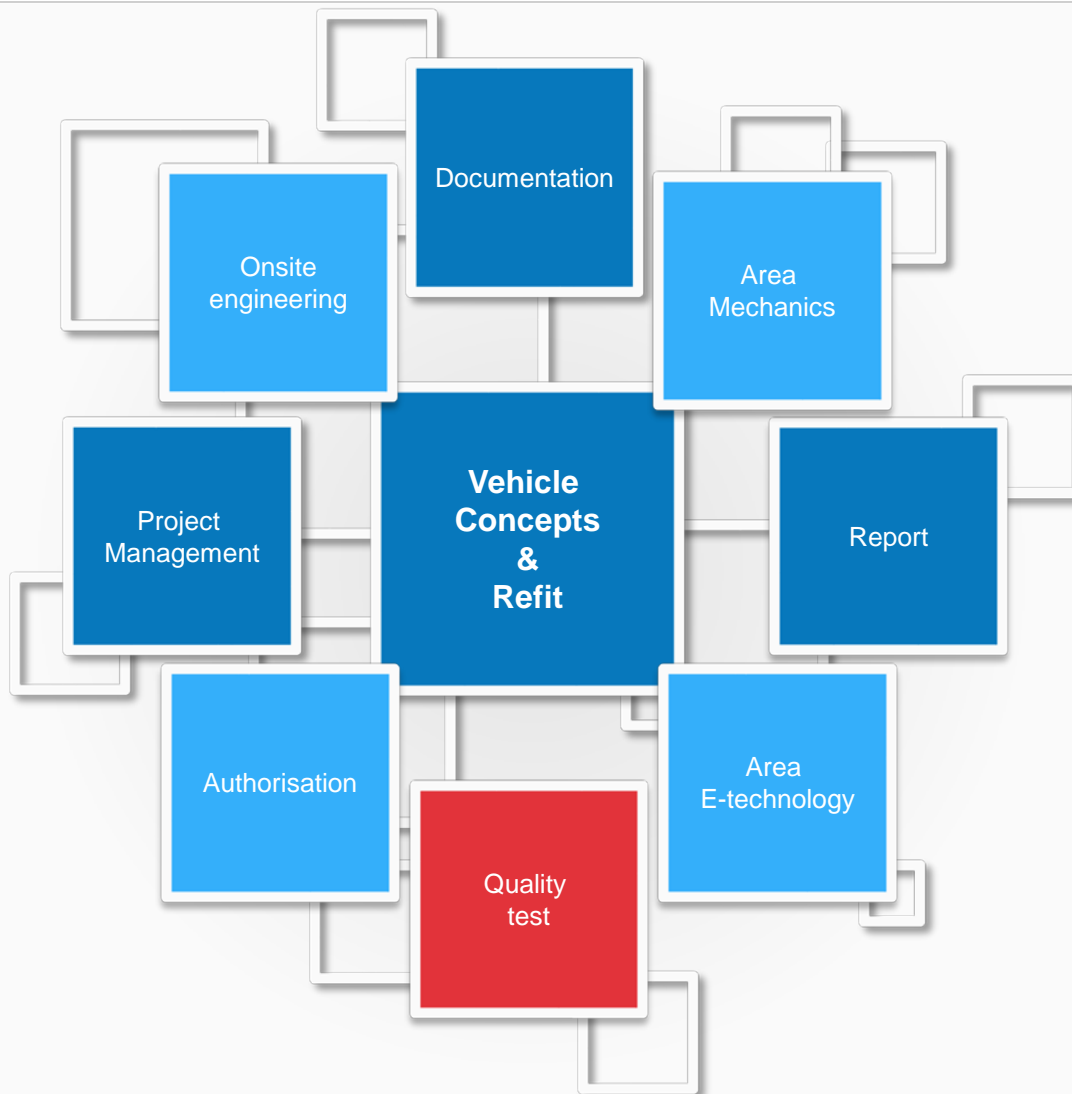 Documentation
Onsite
engineering
Area
Mechanics
Vehicle
Concepts
&
Refit
Project
Management
Report
Authorisation
Area
E-technology
Quality
test